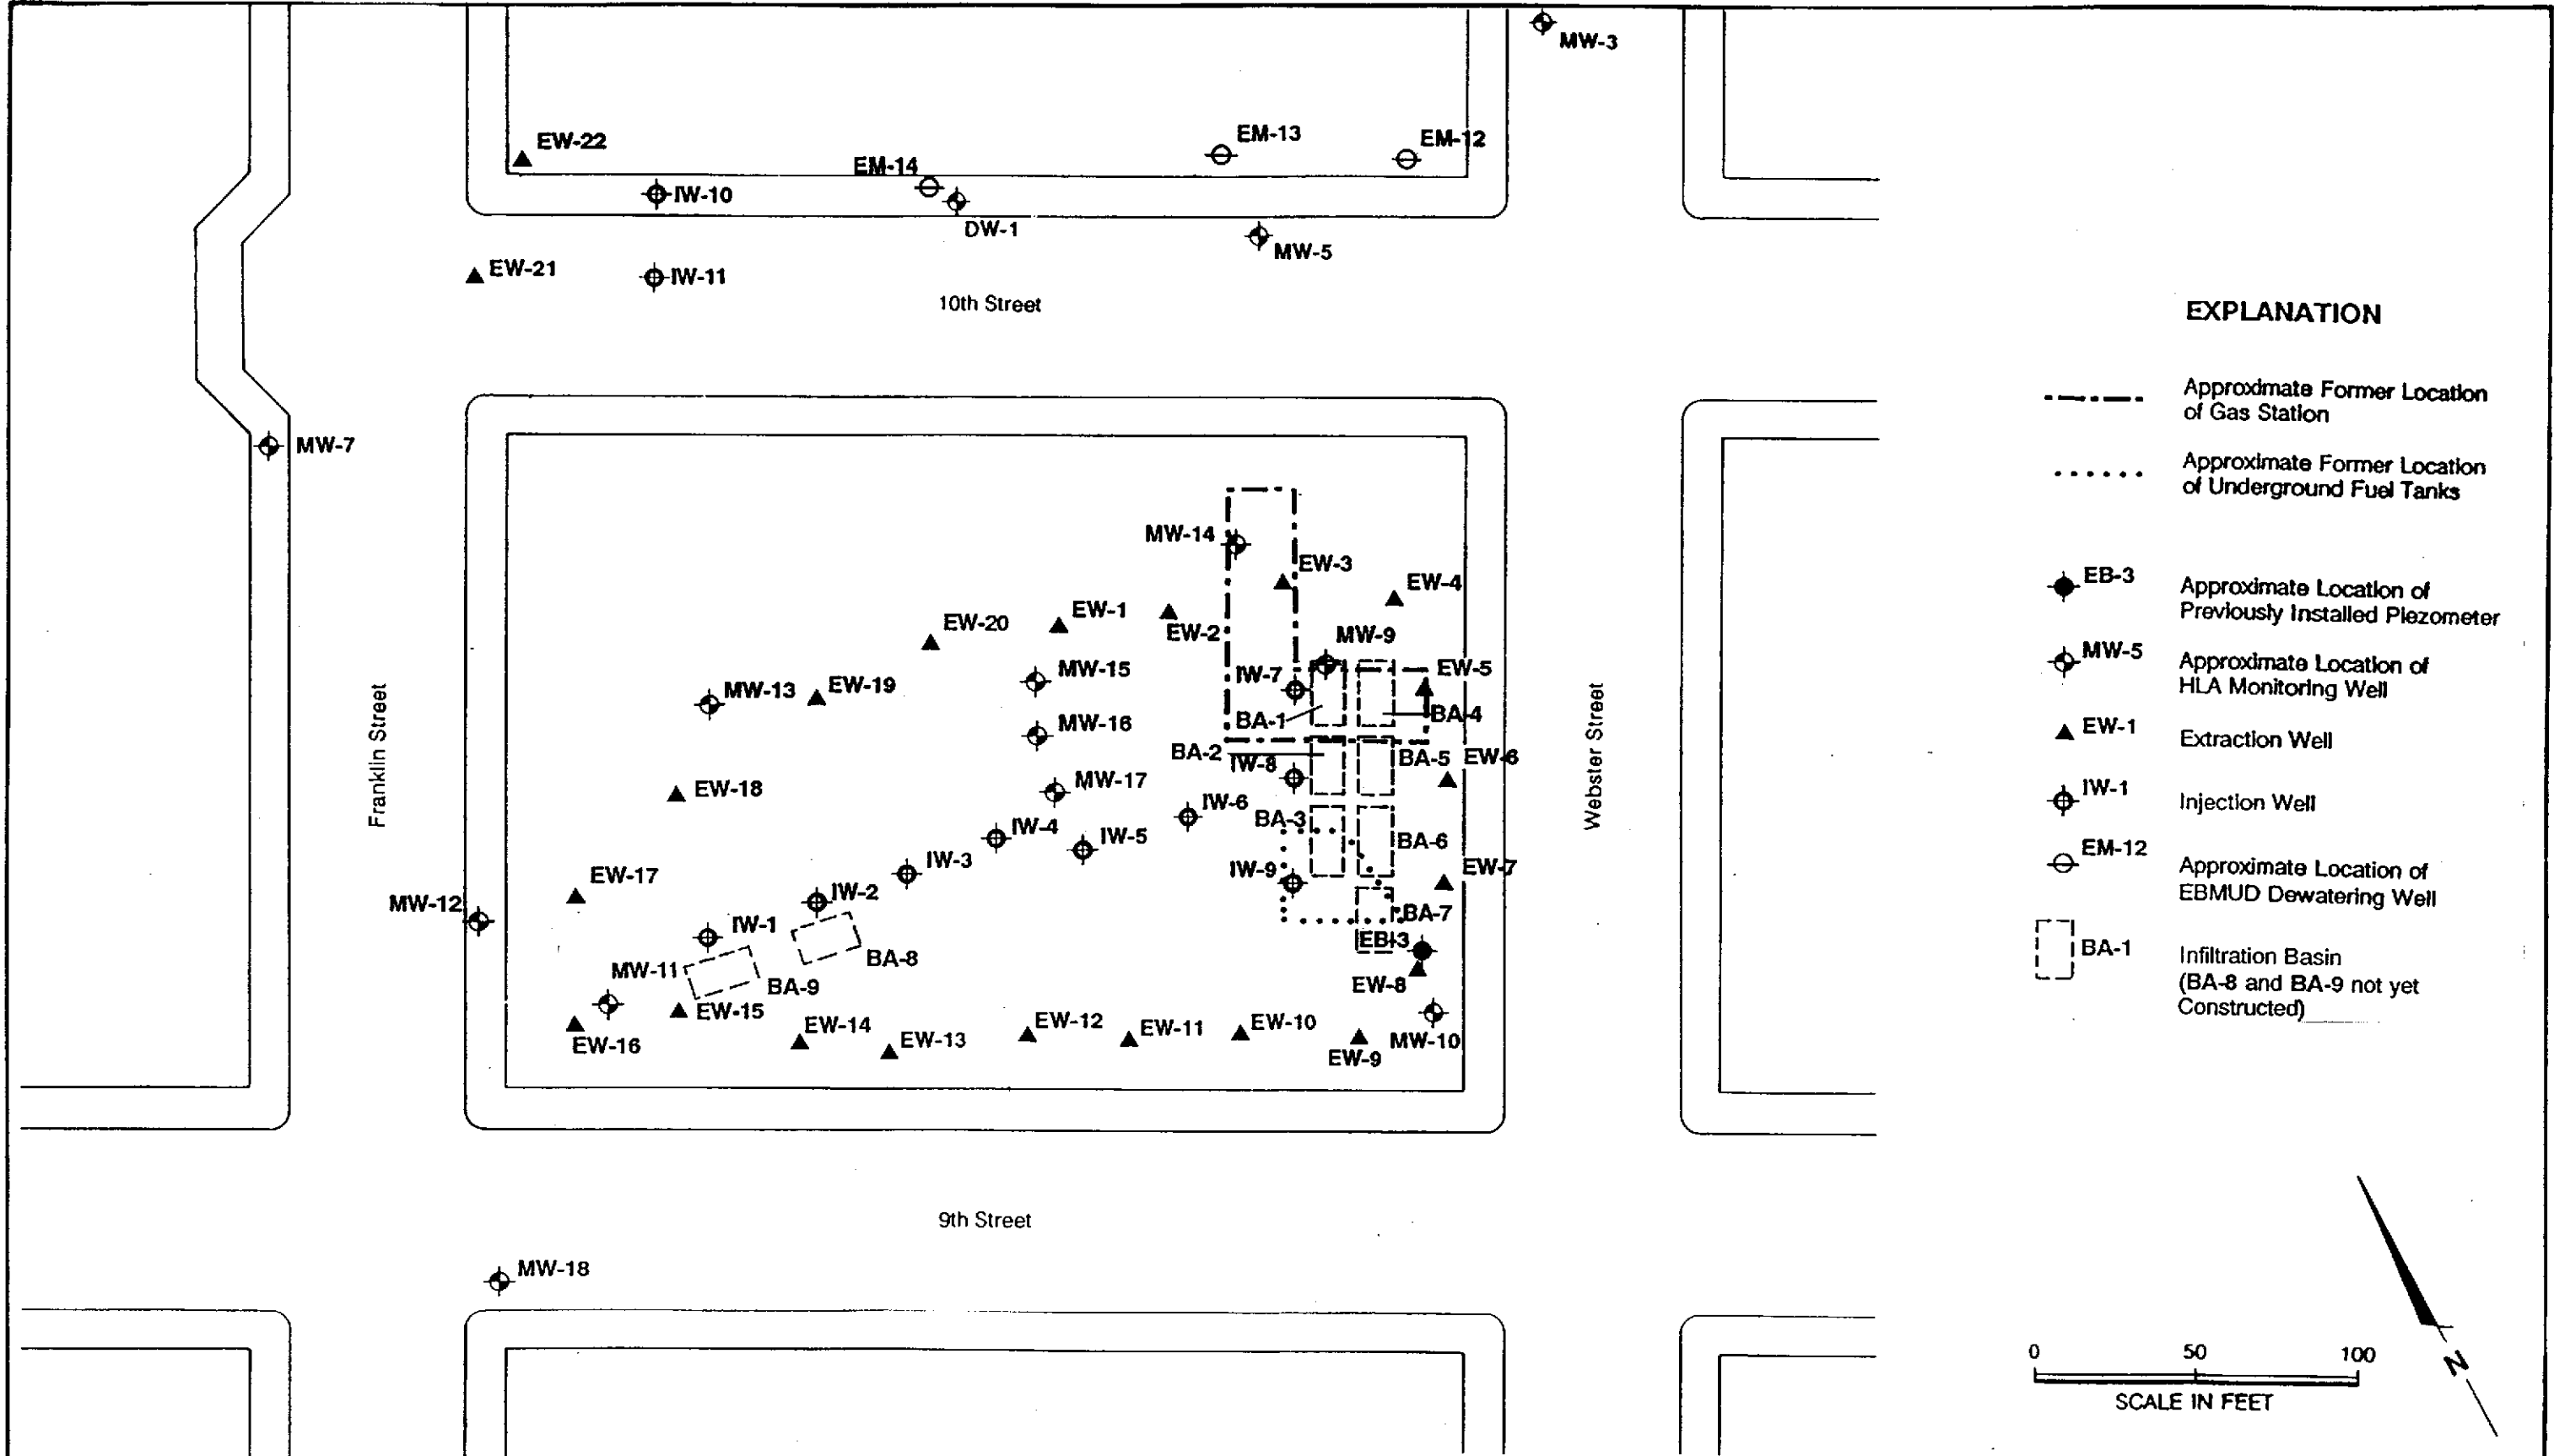 MW-3
EW-22
EM-14
EM-13
EM-12
IW-10
DW-1
MW-5
EW-21
IW-11
10th Street
MW-7
MW-14
EW-3
EW-4
EW-1
EW-2
EW-20
MW-9
MW-15
IW-7
EW-5
MW-13
EW-19
BA-1
BA-4
MW-16
BA-2
IW-8
BA-5
EW-6
Franklin Street
Webster Street
EW-18
MW-17
IW-6
BA-3
IW-4
IW-5
BA-6
IW-3
IW-9
EW-7
EW-17
MW-12
IW-2
BA-7
IW-1
EB-3
BA-8
MW-11
BA-9
EW-8
EW-15
EW-16
EW-14
EW-13
EW-12
EW-11
EW-10
EW-9
MW-10
9th Street
MW-18
EXPLANATION
Approximate Former Location
of Gas Station
Approximate Former Location
of Underground Fuel Tanks
EB-3
Approximate Location of
Previously Installed Piezometer
MW-5
Approximate Location of
HLA Monitoring Well
EW-1
Extraction Well
IW-1
Injection Well
EM-12
Approximate Location of
EBMUD Dewatering Well
BA-1
Infiltration Basin
(BA-8 and BA-9 not yet
Constructed)
N
0 50 100
SCALE IN FEET